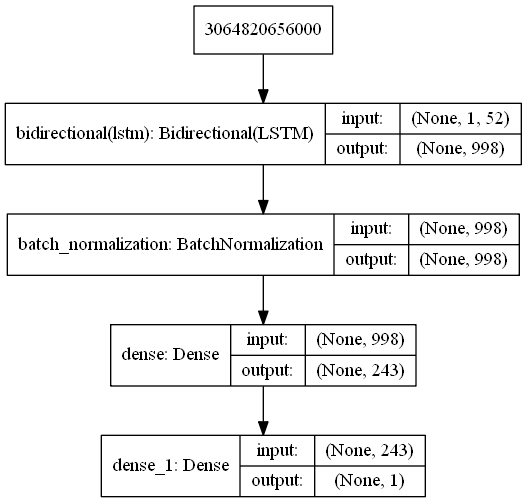 3064820656000
bidirectional(lstm): Bidirectional(LSTM)
input: (None, 1, 52)
output: (None, 998)
batch_normalization: BatchNormalization
input: (None, 998)
output: (None, 998)
dense: Dense
input: (None, 998)
output: (None, 243)
dense_1: Dense
input: (None, 243)
output: (None, 1)